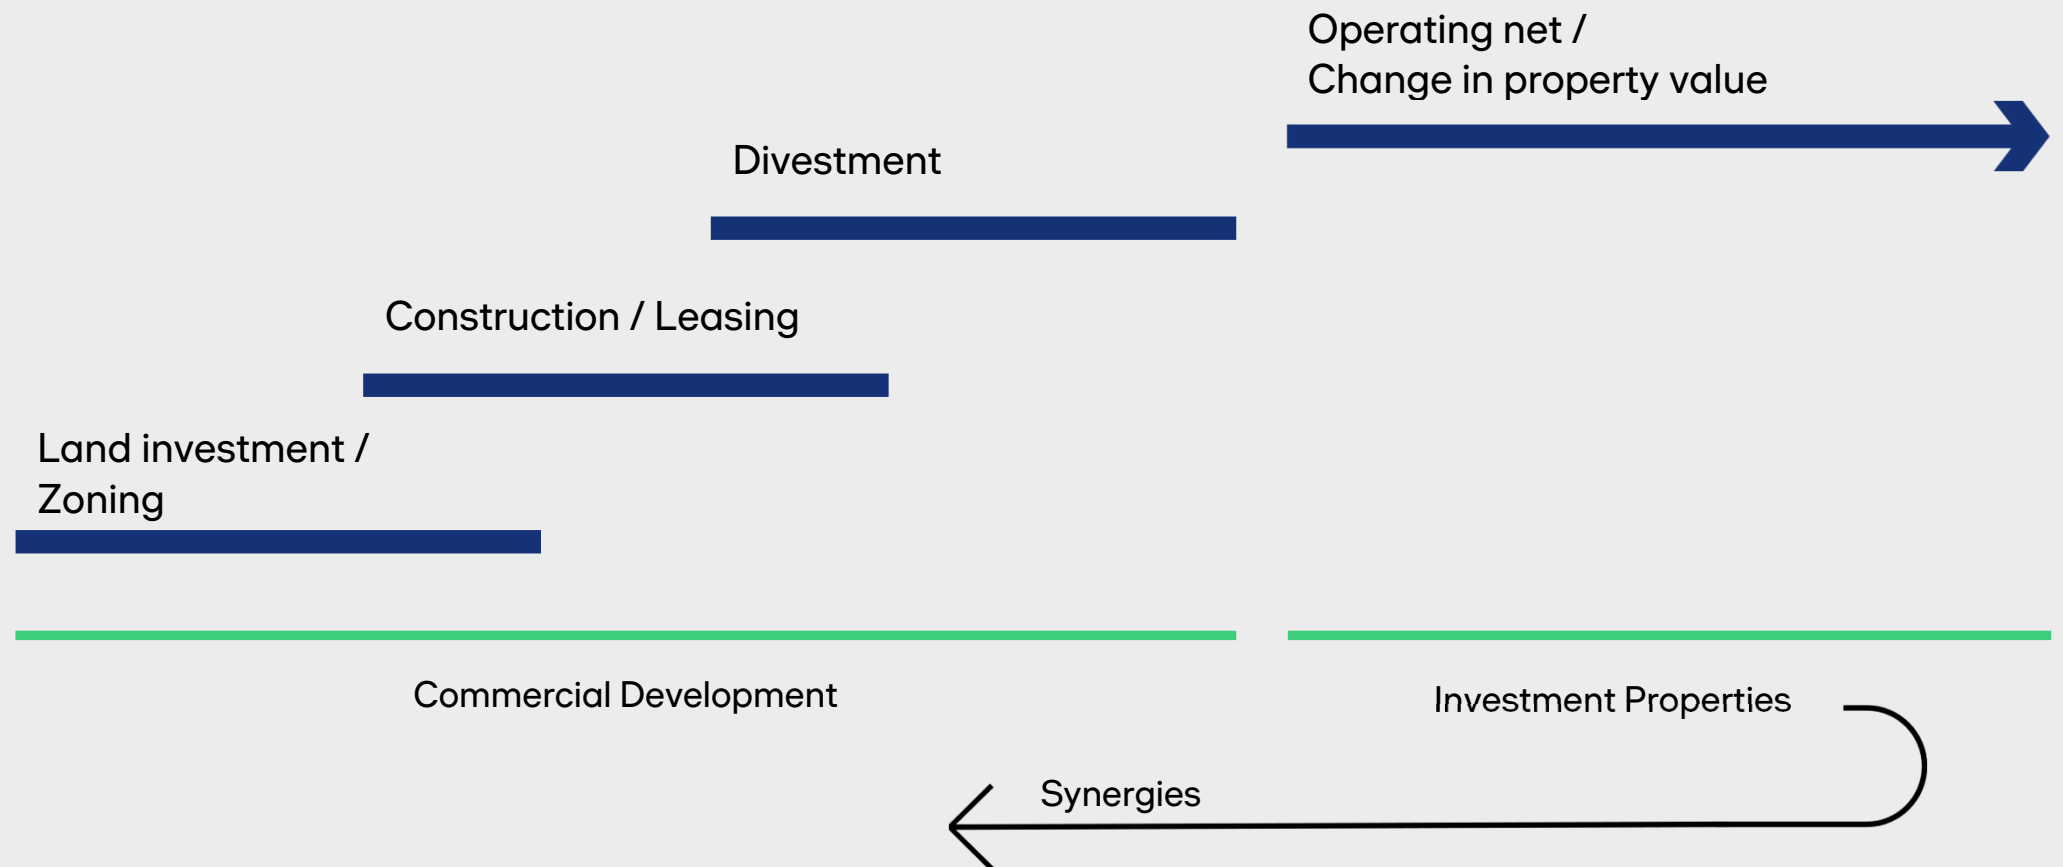 Operating net /
Change in property value
Divestment
Construction / Leasing
Land investment /
Zoning
Commercial Development
Investment Properties
Synergies